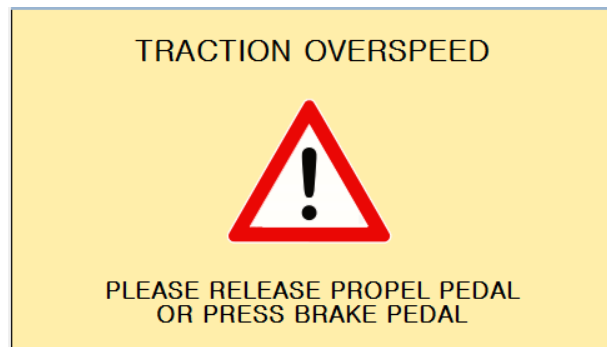 TRACTION OVERSPEED
!
PLEASE RELEASE PROPEL PEDAL
OR PRESS BRAKE PEDAL